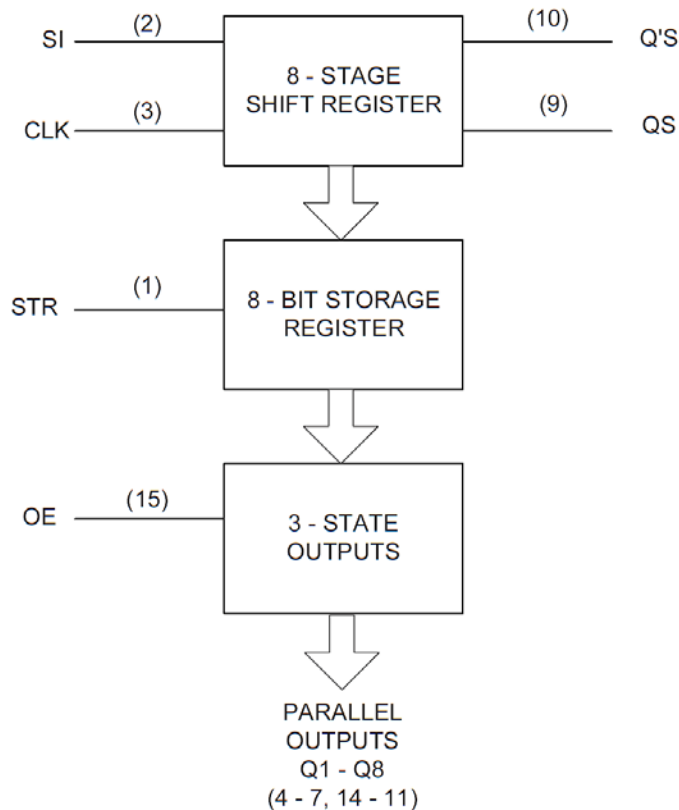 SI
(2)
8 - STAGE
SHIFT REGISTER
(10)
Q'S
CLK
(3)
(9)
QS
STR
(1)
8 - BIT STORAGE
REGISTER
OE
(15)
3 - STATE
OUTPUTS
PARALLEL
OUTPUTS
Q1 - Q8
(4 - 7, 14 - 11)